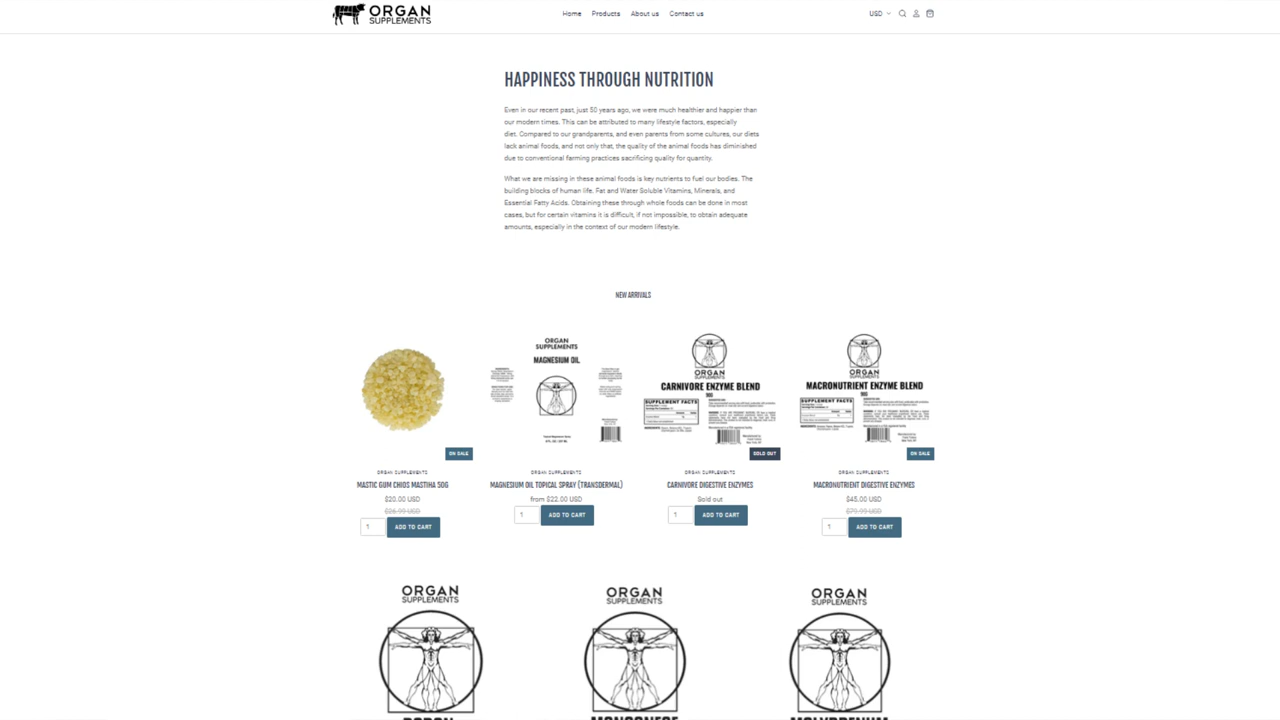 ORGAN
SUPPLEMENTS
Home Products About us Contact us
USD
HAPPINESS THROUGH NUTRITION
Even in our recent past, just 50 years ago, we were much healthier and happier than
our modern times. This can be attributed to many lifestyle factors, especially
diet. Compared to our grandparents, and even parents from some cultures, our diets
lack animal foods, and not only that, the quality of the animal foods has diminished
due to conventional farming practices sacrificing quality for quantity.
What we are missing in these animal foods is key nutrients to fuel our bodies. The
building blocks of human life. Fat and Water Soluble Vitamins, Minerals, and
Essential Fatty Acids. Obtaining these through whole foods can be done in most
cases, but for certain vitamins it is difficult, if not impossible, to obtain adequate
amounts, especially in the context of our modern lifestyle.
NEW ARRIVALS
ORGAN
SUPPLEMENTS
MAGNESIUM OIL
ORGAN
SUPPLEMENTS
CARNIVORE ENZYME BLEND
SUPPLEMENT FACTS
ORGAN
SUPPLEMENTS
MACRONUTRIENT ENZYME BLEND
SUPPLEMENT FACTS
ON SALE
SOLD OUT
ON SALE
ORGAN SUPPLEMENTS
MASTIC GUM CHIOS MASTIHA 50G
$20.00 USD
$26.99 USD
1 ADD TO CART
ORGAN SUPPLEMENTS
MAGNESIUM OIL TOPICAL SPRAY (TRANSDERMAL)
from $22.00 USD
1 ADD TO CART
ORGAN SUPPLEMENTS
CARNIVORE DIGESTIVE ENZYMES
Sold out
1 ADD TO CART
ORGAN SUPPLEMENTS
MACRONUTRIENT DIGESTIVE ENZYMES
$45.00 USD
$79.99 USD
1 ADD TO CART
ORGAN
SUPPLEMENTS
ORGAN
SUPPLEMENTS
ORGAN
SUPPLEMENTS